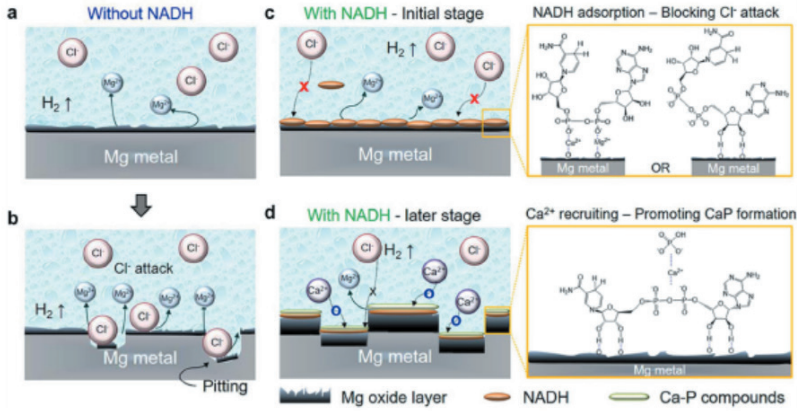 a Without NADH
Cl⁻
Cl⁻
Cl⁻
Mg²⁺
Mg²⁺
H₂ ↑
Mg metal
b
Cl⁻
Cl⁻
Cl⁻ attack
H₂ ↑
Mg²⁺
Mg²⁺
Mg²⁺
Mg²⁺
Cl⁻
Cl⁻
Cl⁻
Mg metal
Pitting
c With NADH - Initial stage
Cl⁻
H₂ ↑
Cl⁻
Cl⁻
X
Mg²⁺
Mg²⁺
X
Mg metal
NADH adsorption – Blocking Cl⁻ attack
Ca²⁺
Mg²⁺
Mg metal
OR
Mg metal
d With NADH - later stage
Cl⁻
H₂ ↑
Cl⁻
Ca²⁺
Mg²⁺
X
Ca²⁺
Ca²⁺
Mg metal
Ca²⁺ recruiting – Promoting CaP formation
Ca²⁺
Mg metal
Mg oxide layer
NADH
Ca-P compounds